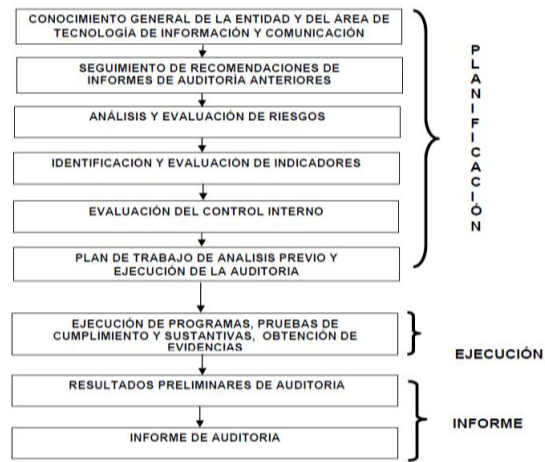 CONOCIMIENTO GENERAL DE LA ENTIDAD Y DEL ÁREA DE
TECNOLOGÍA DE INFORMACIÓN Y COMUNICACIÓN
SEGUIMIENTO DE RECOMENDACIONES DE
INFORMES DE AUDITORÍA ANTERIORES
ANÁLISIS Y EVALUACIÓN DE RIESGOS
IDENTIFICACION Y EVALUACIÓN DE INDICADORES
EVALUACIÓN DEL CONTROL INTERNO
PLAN DE TRABAJO DE ANALISIS PREVIO Y
EJECUCIÓN DE LA AUDITORIA
PLANIFICACIÓN
EJECUCIÓN DE PROGRAMAS, PRUEBAS DE
CUMPLIMIENTO Y SUSTANTIVAS, OBTENCIÓN DE
EVIDENCIAS
EJECUCIÓN
RESULTADOS PRELIMINARES DE AUDITORIA
INFORME DE AUDITORIA
INFORME